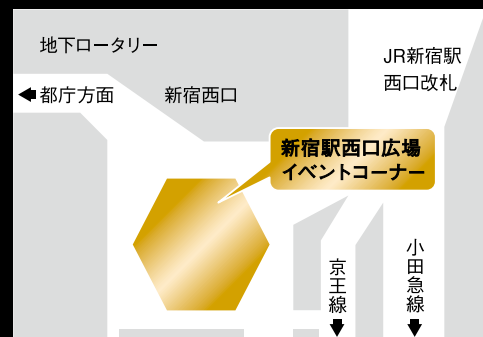 地下ロータリー
JR新宿駅
西口改札
都庁方面
新宿西口
新宿駅西口広場
イベントコーナー
京王線
小田急線